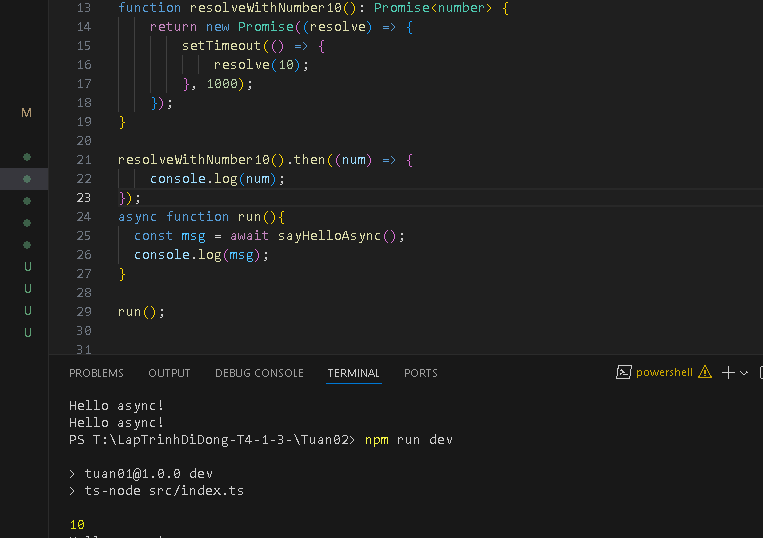 13 function resolveWithNumber10(): Promise<number> {
14 return new Promise((resolve) => {
15 setTimeout(() => {
16 resolve(10);
17 }, 1000);
18 });
19 }
20
21 resolveWithNumber10().then((num) => {
22 console.log(num);
23 });
24 async function run(){
25 const msg = await sayHelloAsync();
26 console.log(msg);
27 }
28
29 run();
30
31
M
U
U
U
U
PROBLEMS OUTPUT DEBUG CONSOLE TERMINAL PORTS powershell
Hello async!
Hello async!
PS T:\LapTrinhDiDong-T4-1-3-\Tuan02> npm run dev
> tuan01@1.0.0 dev
> ts-node src/index.ts
10